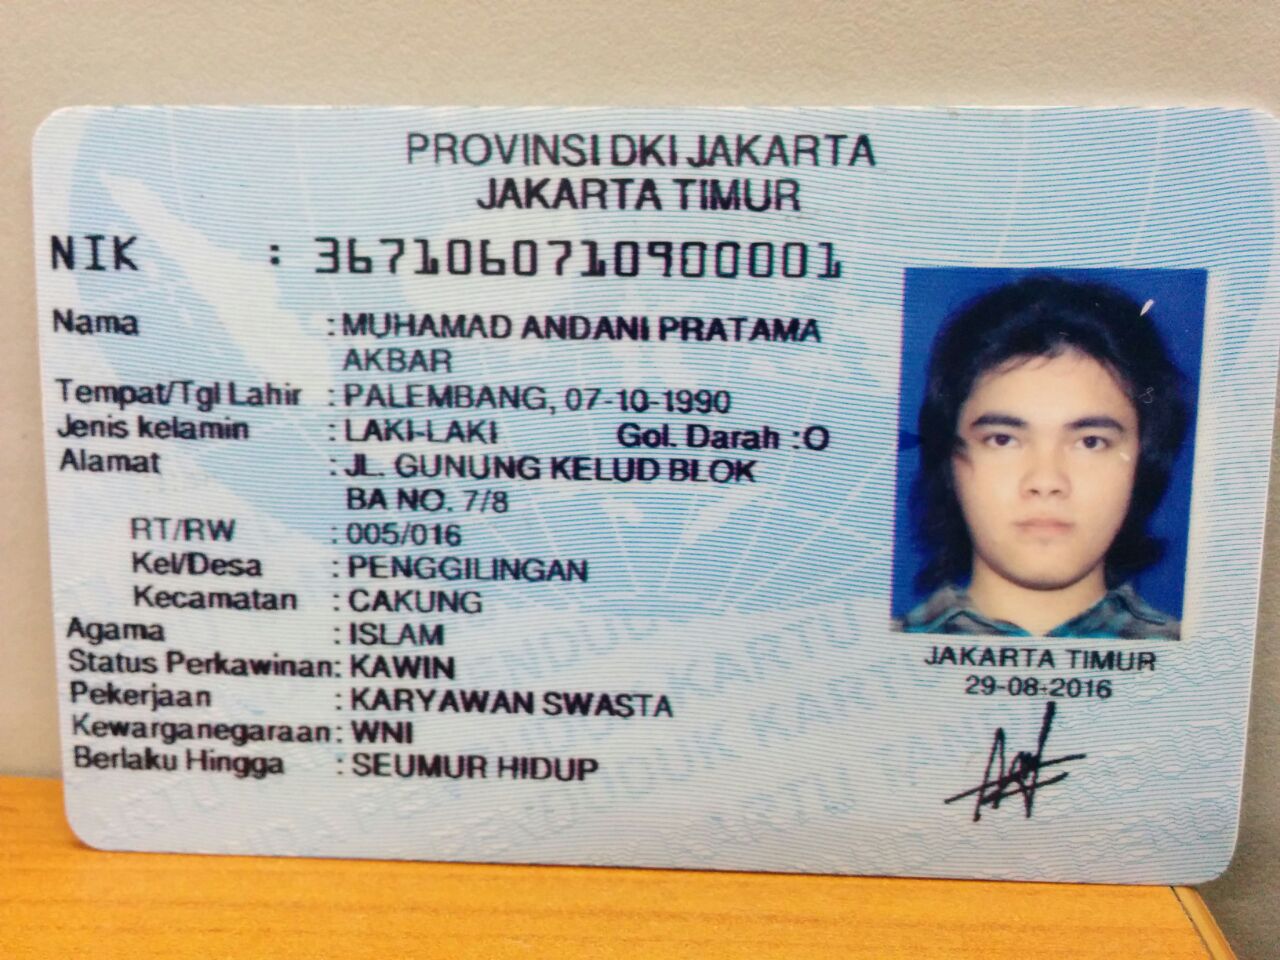 PROVINSI DKI JAKARTA
JAKARTA TIMUR
NIK : 3671060710900001
Nama : MUHAMAD ANDANI PRATAMA
AKBAR
Tempat/Tgl Lahir : PALEMBANG, 07-10-1990
Jenis kelamin : LAKI-LAKI Gol. Darah : O
Alamat : JL. GUNUNG KELUD BLOK
BA NO. 7/8
RT/RW : 005/016
Kel/Desa : PENGGILINGAN
Kecamatan : CAKUNG
Agama : ISLAM
Status Perkawinan: KAWIN
Pekerjaan : KARYAWAN SWASTA
Kewarganegaraan: WNI
Berlaku Hingga : SEUMUR HIDUP
JAKARTA TIMUR
29-08-2016